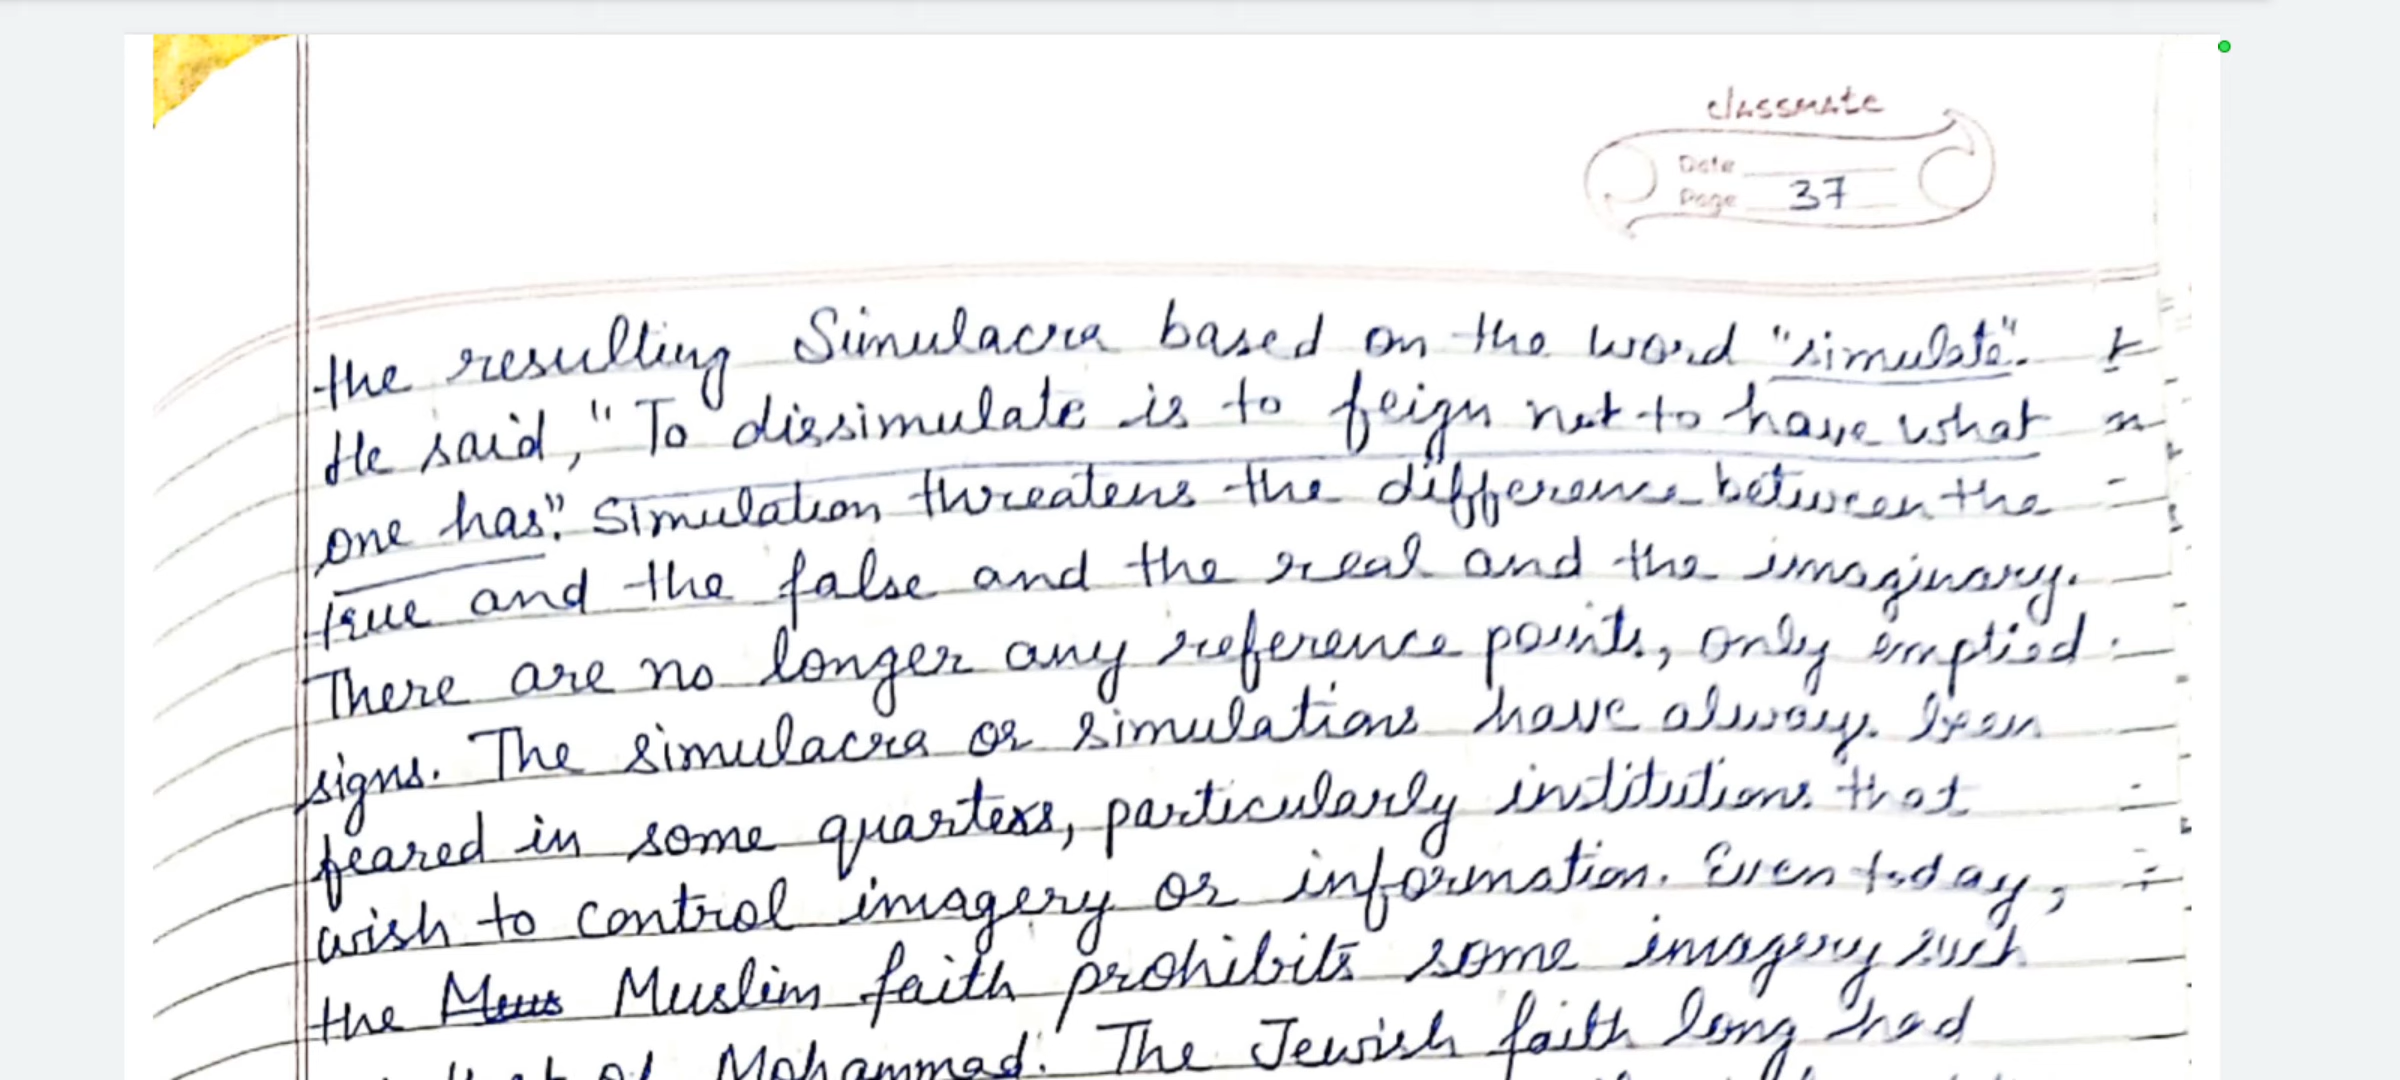 classmate
Date
Page 37
the resulting Simulacra based on the word "simulate".
He said, "To dissimulate is to feign not to have what
one has". Simulation threatens the difference between the
true and the false and the real and the imaginary.
There are no longer any reference points, only emptied
signs. The simulacra or simulations have always been
feared in some quarters, particularly institutions that
wish to control imagery or information. Even today,
the Mus Muslim faith prohibits some imagery such
that of Mohammad. The Jewish faith long had